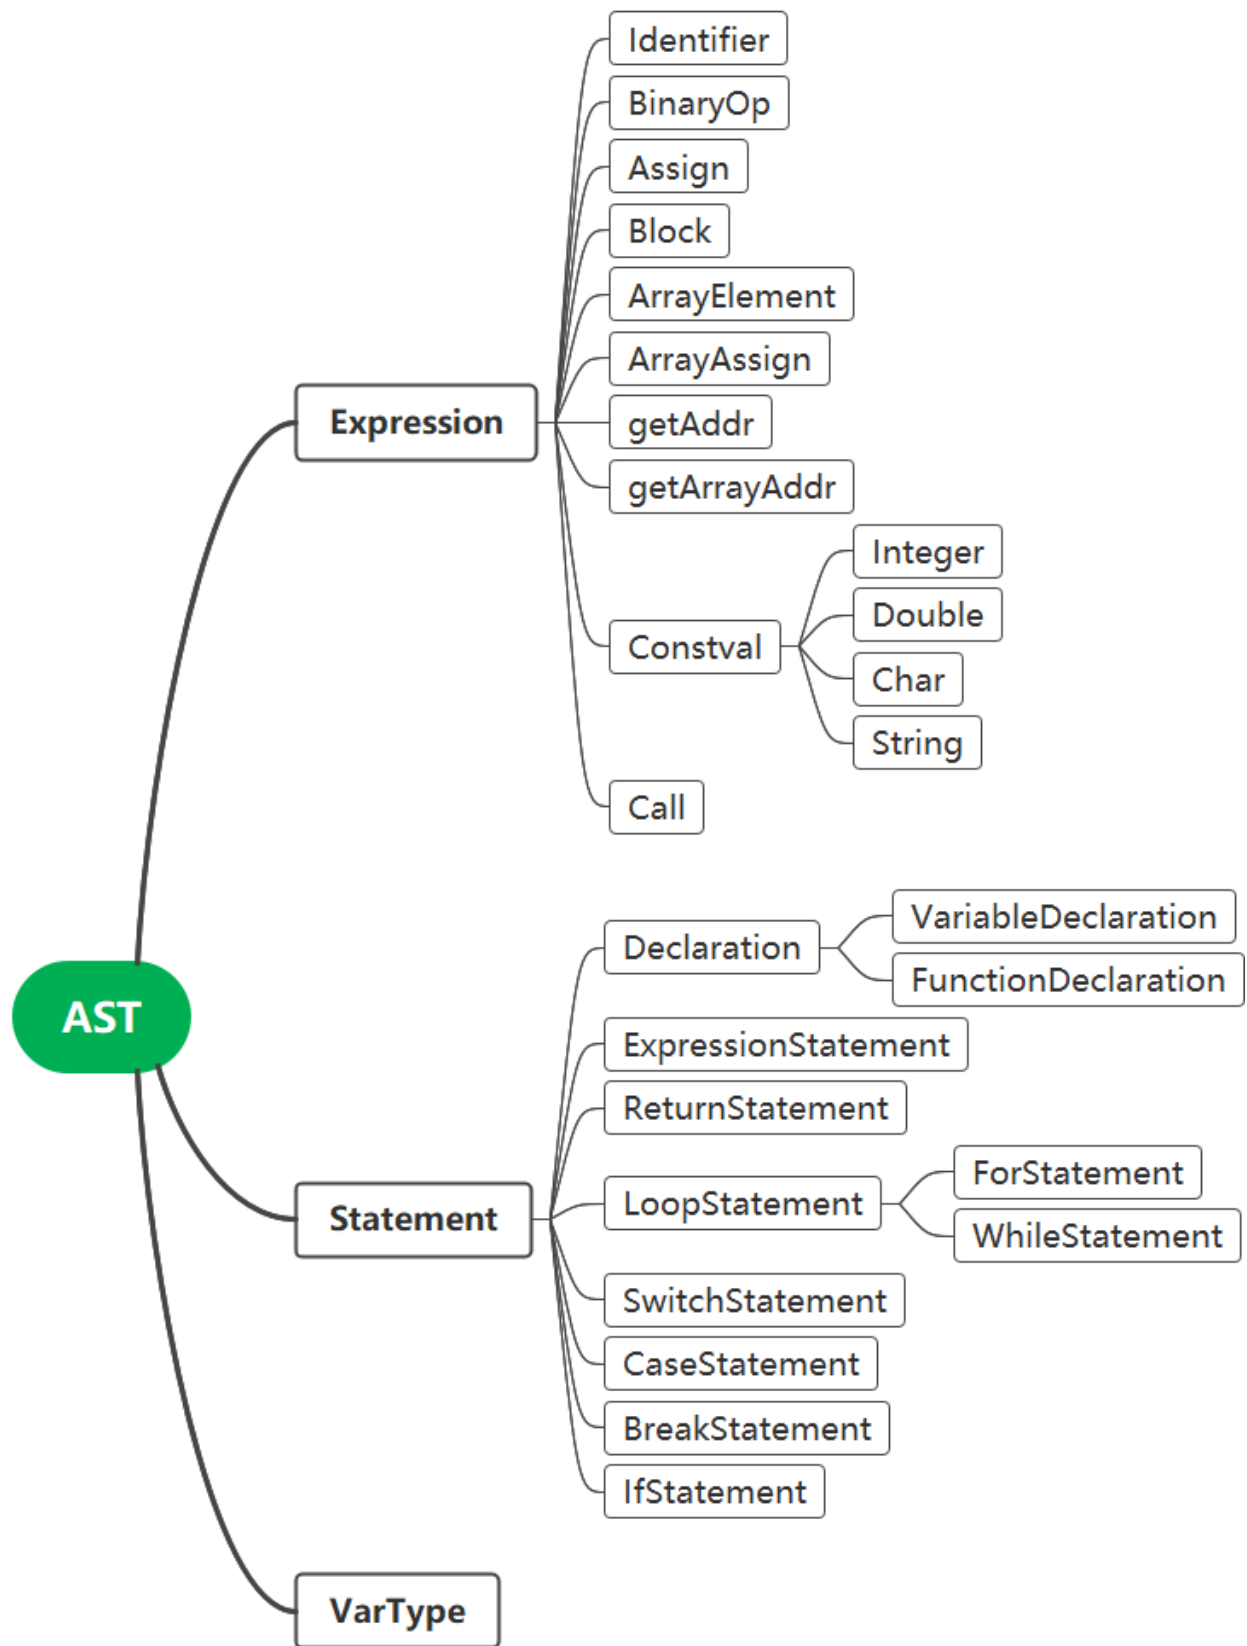 Identifier
BinaryOp
Assign
Block
ArrayElement
ArrayAssign
Expression
getAddr
getArrayAddr
Integer
Double
Constval
Char
String
Call
VariableDeclaration
Declaration
FunctionDeclaration
AST
ExpressionStatement
ReturnStatement
ForStatement
LoopStatement
Statement
WhileStatement
SwitchStatement
CaseStatement
BreakStatement
IfStatement
VarType